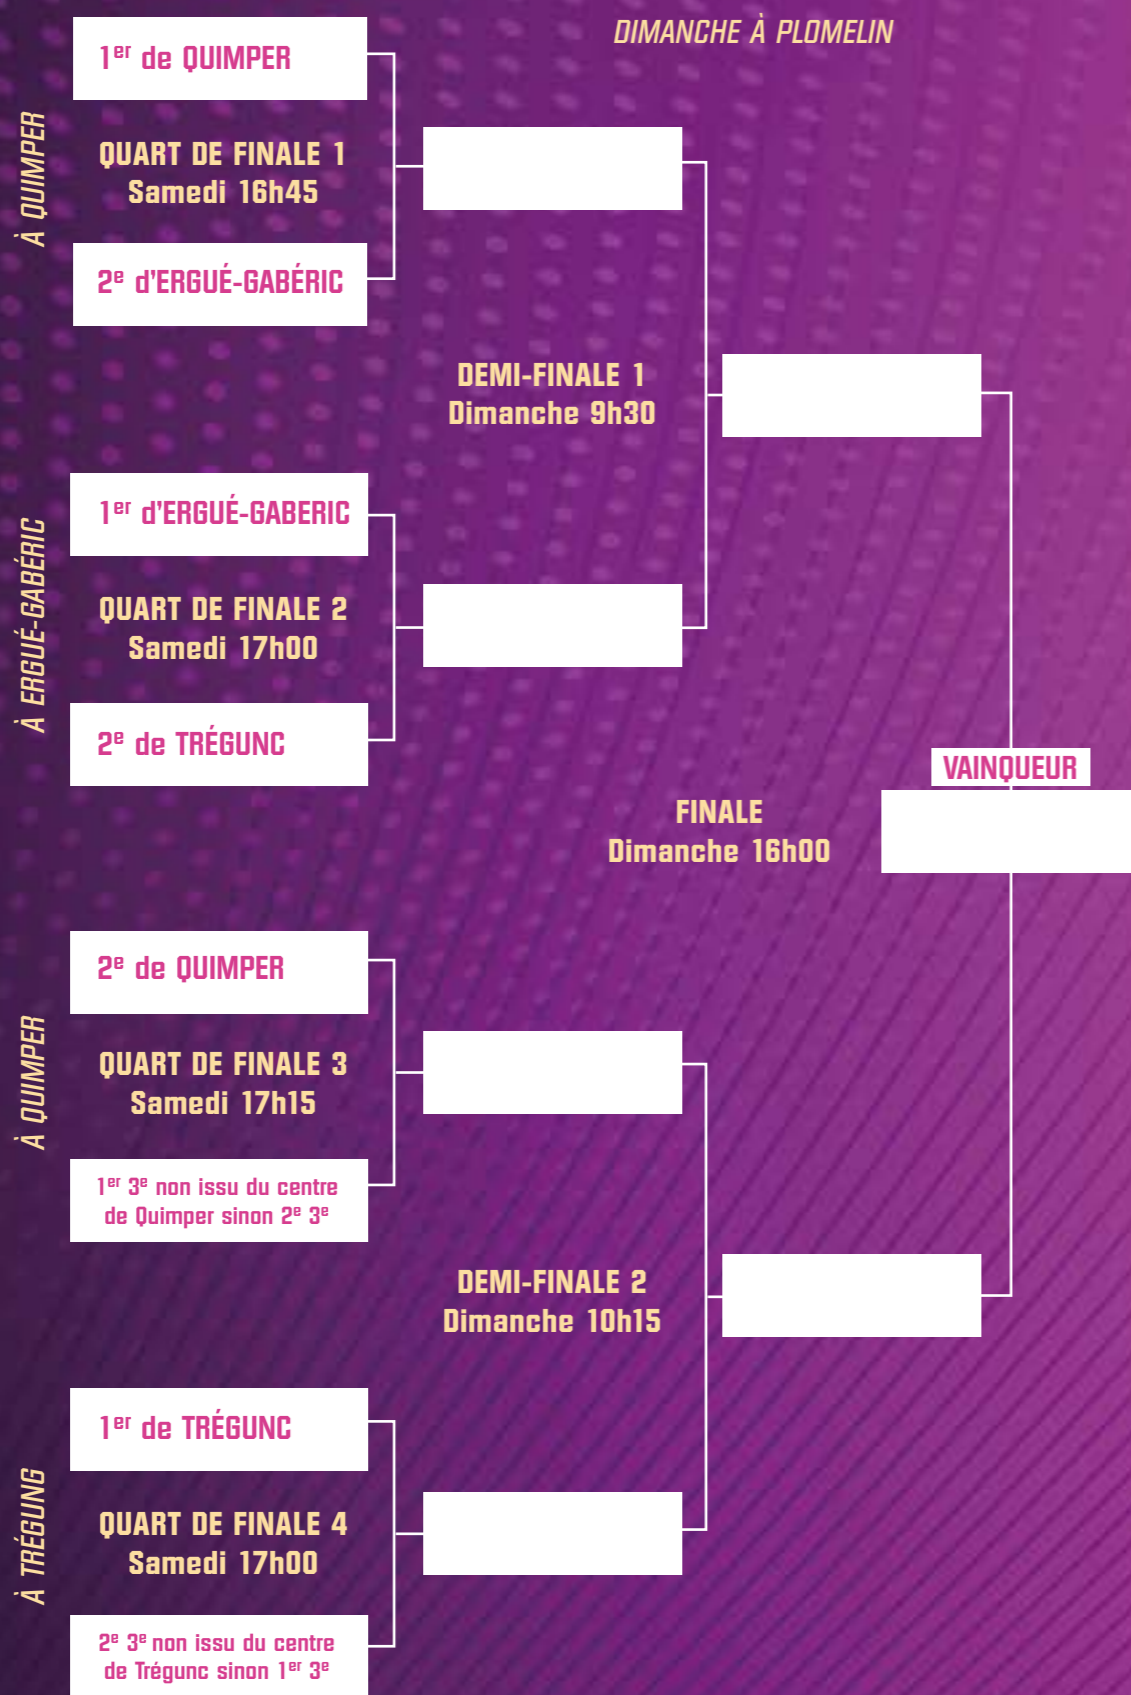 DIMANCHE À PLOMELIN
À QUIMPER
1er de QUIMPER
QUART DE FINALE 1
Samedi 16h45
2e d'ERGUÉ-GABÉRIC
DEMI-FINALE 1
Dimanche 9h30
À ERGUÉ-GABÉRIC
1er d'ERGUÉ-GABERIC
QUART DE FINALE 2
Samedi 17h00
2e de TRÉGUNC
VAINQUEUR
FINALE
Dimanche 16h00
À QUIMPER
2e de QUIMPER
QUART DE FINALE 3
Samedi 17h15
1er 3e non issu du centre
de Quimper sinon 2e 3e
DEMI-FINALE 2
Dimanche 10h15
À TRÉGUNG
1er de TRÉGUNC
QUART DE FINALE 4
Samedi 17h00
2e 3e non issu du centre
de Trégunc sinon 1er 3e